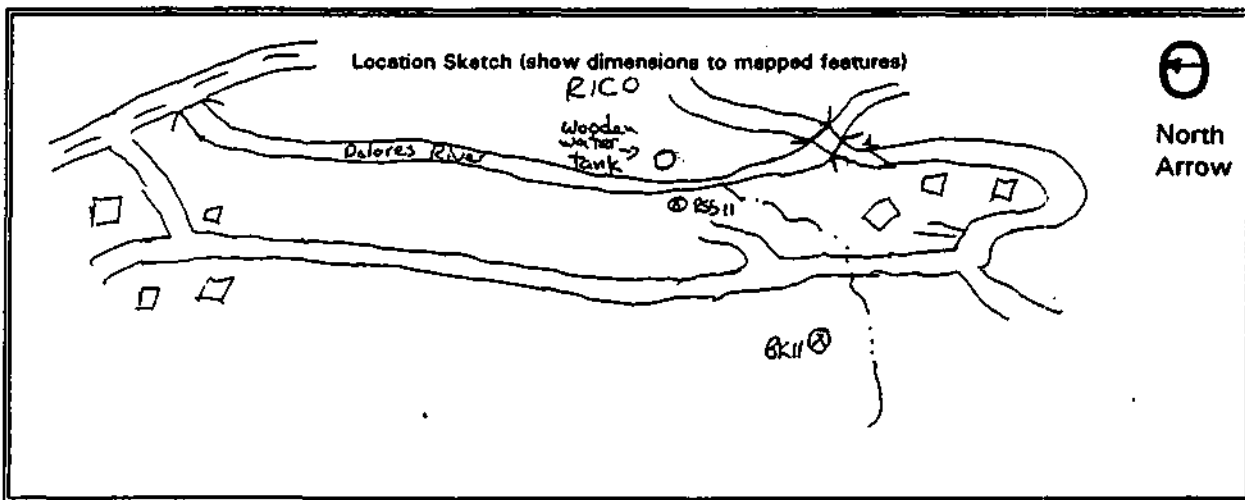 Location Sketch (show dimensions to mapped features)
RICO
Wooden
water
tank
Dolores River
RSS11
BK11
North
Arrow